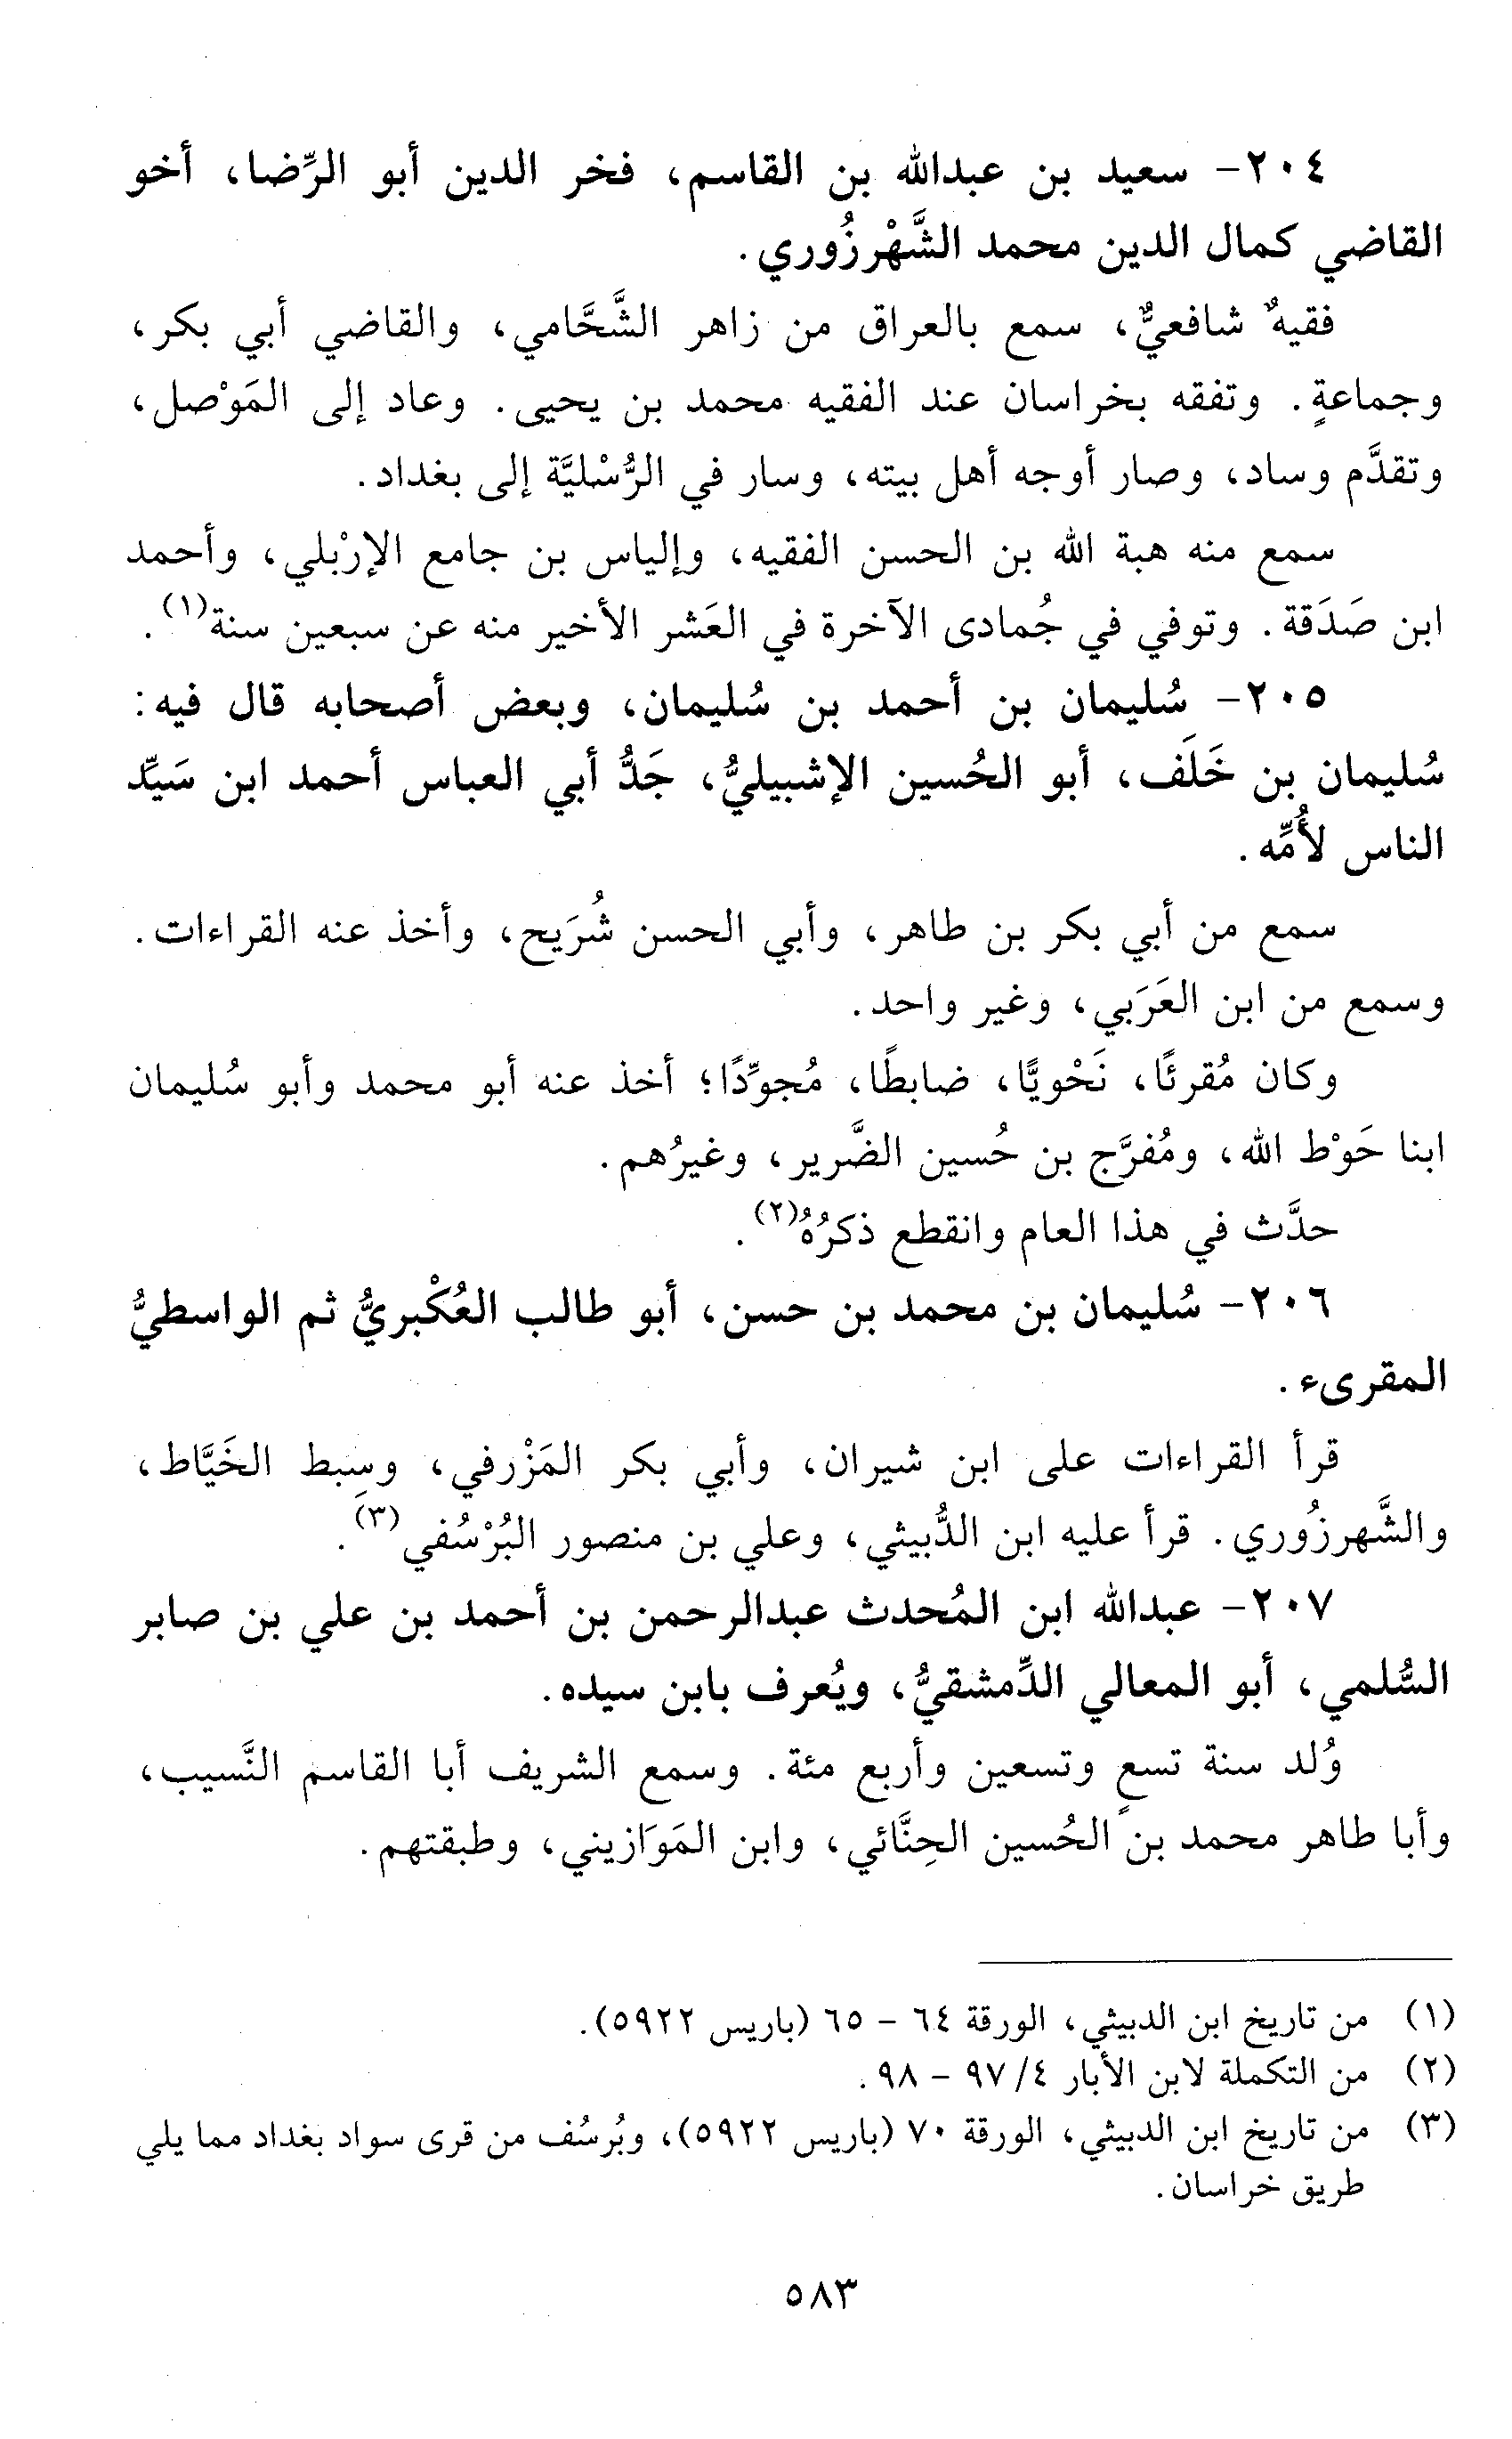 ٢٠٤- سعيد بن عبدالله بن القاسم، فخر الدين أبو الرِّضا، أخو
القاضي كمال الدين محمد الشَّهْرزُوري.
فقيهٌ شافعيٌّ، سمع بالعراق من زاهر الشَّحَّامي، والقاضي أبي بكر،
وجماعةٍ. وتفقه بخراسان عند الفقيه محمد بن يحيى. وعاد إلى المَوْصل،
وتقدَّم وساد، وصار أوجه أهل بيته، وسار في الرُّسْليَّة إلى بغداد.
سمع منه هبة الله بن الحسن الفقيه، وإلياس بن جامع الإرْبلي، وأحمد
ابن صَدَقة. وتوفي في جُمادى الآخرة في العَشر الأخير منه عن سبعين سنة(١).
٢٠٥- سُليمان بن أحمد بن سُليمان، وبعض أصحابه قال فيه:
سُليمان بن خَلَف، أبو الحُسين الإشبيليُّ، جَدُّ أبي العباس أحمد ابن سَيِّد
الناس لأُمِّه.
سمع من أبي بكر بن طاهر، وأبي الحسن شُرَيح، وأخذ عنه القراءات.
وسمع من ابن العَرَبي، وغير واحد.
وكان مُقرئًا، نَحْويًّا، ضابطًا، مُجوِّدًا؛ أخذ عنه أبو محمد وأبو سُليمان
ابنا حَوْط الله، ومُفرَّج بن حُسين الضَّرير، وغيرُهم.
حدَّث في هذا العام وانقطع ذكرُهُ(٢).
٢٠٦- سُليمان بن محمد بن حسن، أبو طالب العُكْبريُّ ثم الواسطيُّ
المقرىء.
قرأ القراءات على ابن شيران، وأبي بكر المَزْرفي، وسِبط الخَيَّاط،
والشَّهرزُوري. قرأ عليه ابن الدُّبيثي، وعلي بن منصور البُرْسُفي(٣).
٢٠٧- عبدالله ابن المُحدث عبدالرحمن بن أحمد بن علي بن صابر
السُّلمي، أبو المعالي الدِّمشقيُّ، ويُعرف بابن سيده.
وُلد سنة تسعٍ وتسعين وأربع مئة. وسمع الشريف أبا القاسم النَّسيب،
وأبا طاهر محمد بن الحُسين الحِنَّائي، وابن المَوَازيني، وطبقتهم.
(١) من تاريخ ابن الدبيثي، الورقة ٦٤ - ٦٥ (باريس ٥٩٢٢).
(٢) من التكملة لابن الأبار ٤/ ٩٧ - ٩٨.
(٣) من تاريخ ابن الدبيثي، الورقة ٧٠ (باريس ٥٩٢٢)، وبُرسُف من قرى سواد بغداد مما يلي
طريق خراسان.
٥٨٣